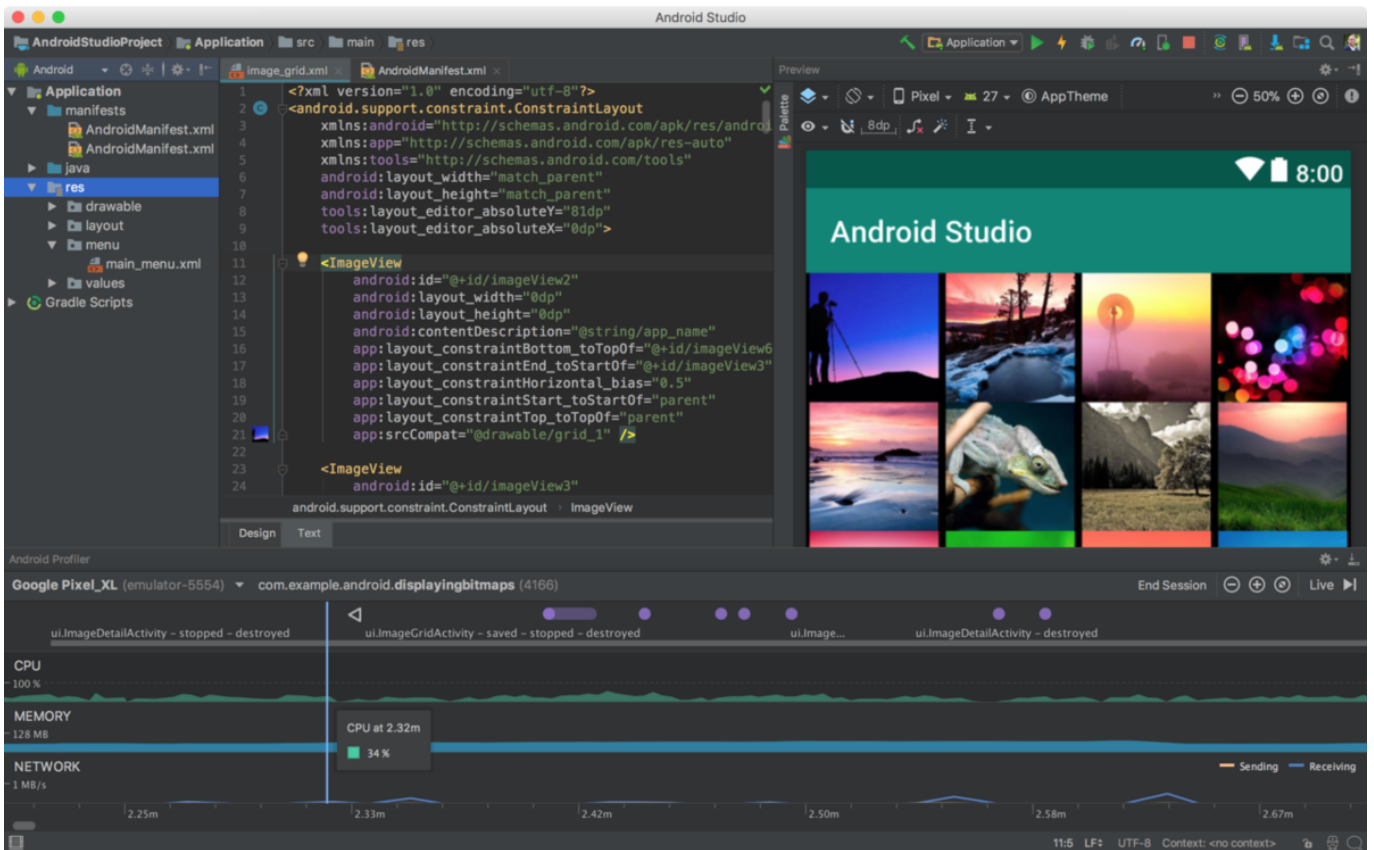 Android Studio
AndroidStudioProject Application src main res
Application
Android
image_grid.xml AndroidManifest.xml
Preview
Application
manifests
AndroidManifest.xml
AndroidManifest.xml
java
res
drawable
layout
menu
main_menu.xml
values
Gradle Scripts
1 <?xml version="1.0" encoding="utf-8"?>
2 <android.support.constraint.ConstraintLayout
3 xmlns:android="http://schemas.android.com/apk/res/androi
4 xmlns:app="http://schemas.android.com/apk/res-auto"
5 xmlns:tools="http://schemas.android.com/tools"
6 android:layout_width="match_parent"
7 android:layout_height="match_parent"
8 tools:layout_editor_absoluteY="81dp"
9 tools:layout_editor_absoluteX="0dp">
10
11 <ImageView
12 android:id="@+id/imageView2"
13 android:layout_width="0dp"
14 android:layout_height="0dp"
15 android:contentDescription="@string/app_name"
16 app:layout_constraintBottom_toTopOf="@+id/imageView6
17 app:layout_constraintEnd_toStartOf="@+id/imageView3"
18 app:layout_constraintHorizontal_bias="0.5"
19 app:layout_constraintStart_toStartOf="parent"
20 app:layout_constraintTop_toTopOf="parent"
21 app:srcCompat="@drawable/grid_1" />
22
23 <ImageView
24 android:id="@+id/imageView3"
android.support.constraint.ConstraintLayout › ImageView
Design Text
Palette
Pixel 27 AppTheme 50%
8dp
8:00
Android Studio
Android Profiler
Google Pixel_XL (emulator-5554) com.example.android.displayingbitmaps (4166)
End Session Live
ui.ImageDetailActivity – stopped – destroyed
ui.ImageGridActivity – saved – stopped – destroyed
ui.Image...
ui.ImageDetailActivity – destroyed
CPU
100 %
MEMORY
128 MB
CPU at 2.32m
34 %
NETWORK
1 MB/s
Sending Receiving
2.25m 2.33m 2.42m 2.50m 2.58m 2.67m
11:5 LF UTF-8 Context: <no context>